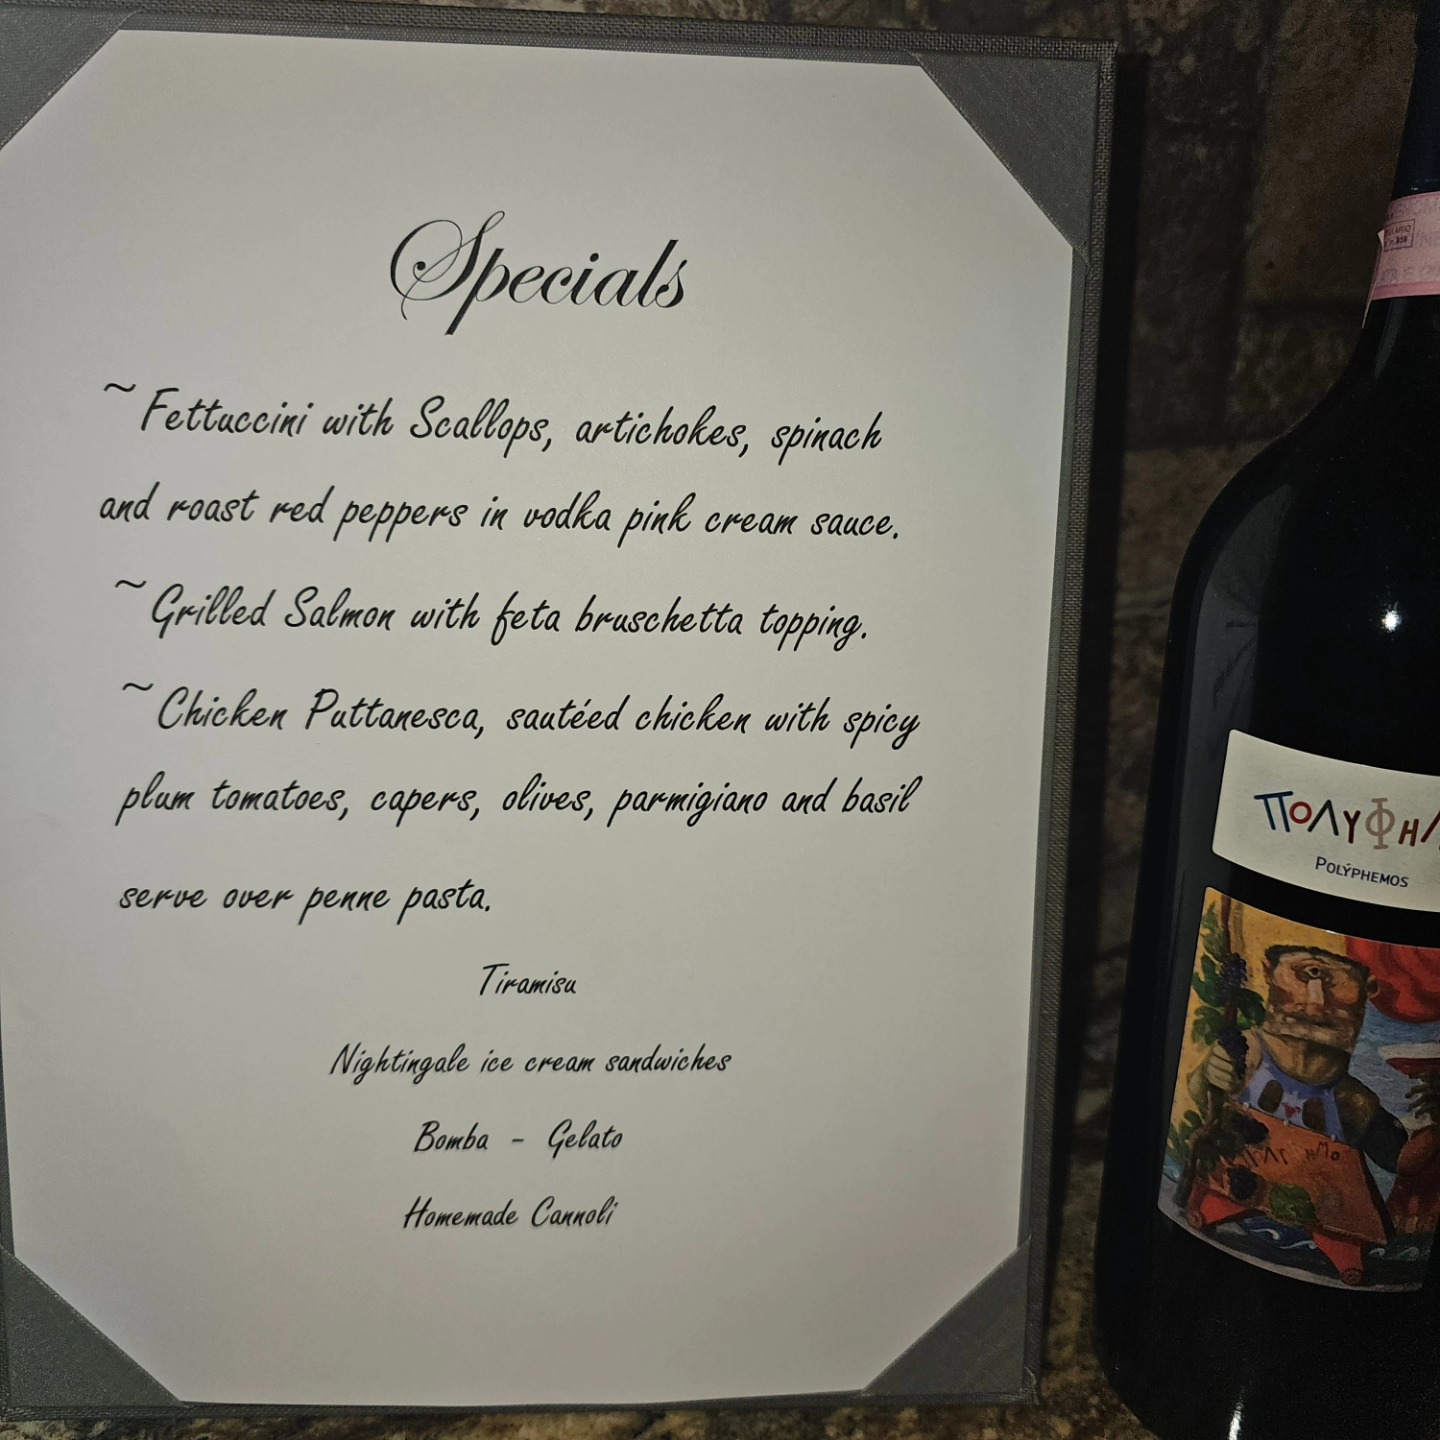 Specials
~ Fettuccini with Scallops, artichokes, spinach
and roast red peppers in vodka pink cream sauce.
~ Grilled Salmon with feta bruschetta topping.
~ Chicken Puttanesca, sautéed chicken with spicy
plum tomatoes, capers, olives, parmigiano and basil
serve over penne pasta.
Tiramisu
Nightingale ice cream sandwiches
Bomba - Gelato
Homemade Cannoli
POLÝPHEMOS